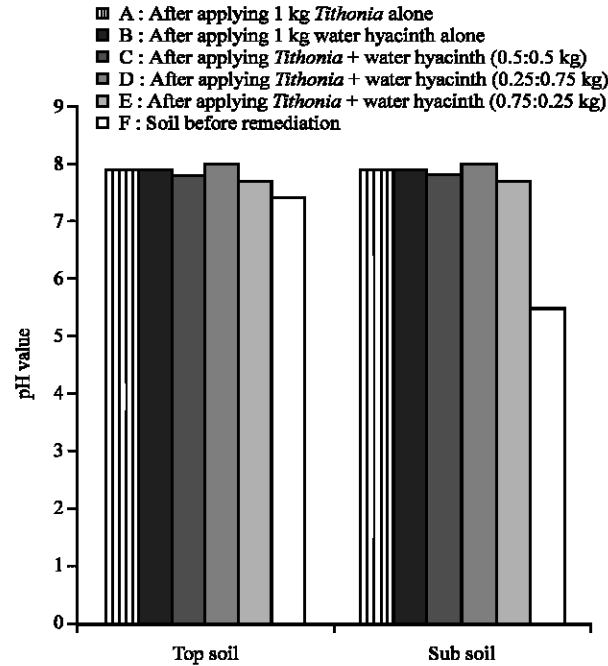 A : After applying 1 kg Tithonia alone
B : After applying 1 kg water hyacinth alone
C : After applying Tithonia + water hyacinth (0.5:0.5 kg)
D : After applying Tithonia + water hyacinth (0.25:0.75 kg)
E : After applying Tithonia + water hyacinth (0.75:0.25 kg)
F : Soil before remediation
9
8
7
6
5
4
3
2
1
0
pH value
Top soil
Sub soil